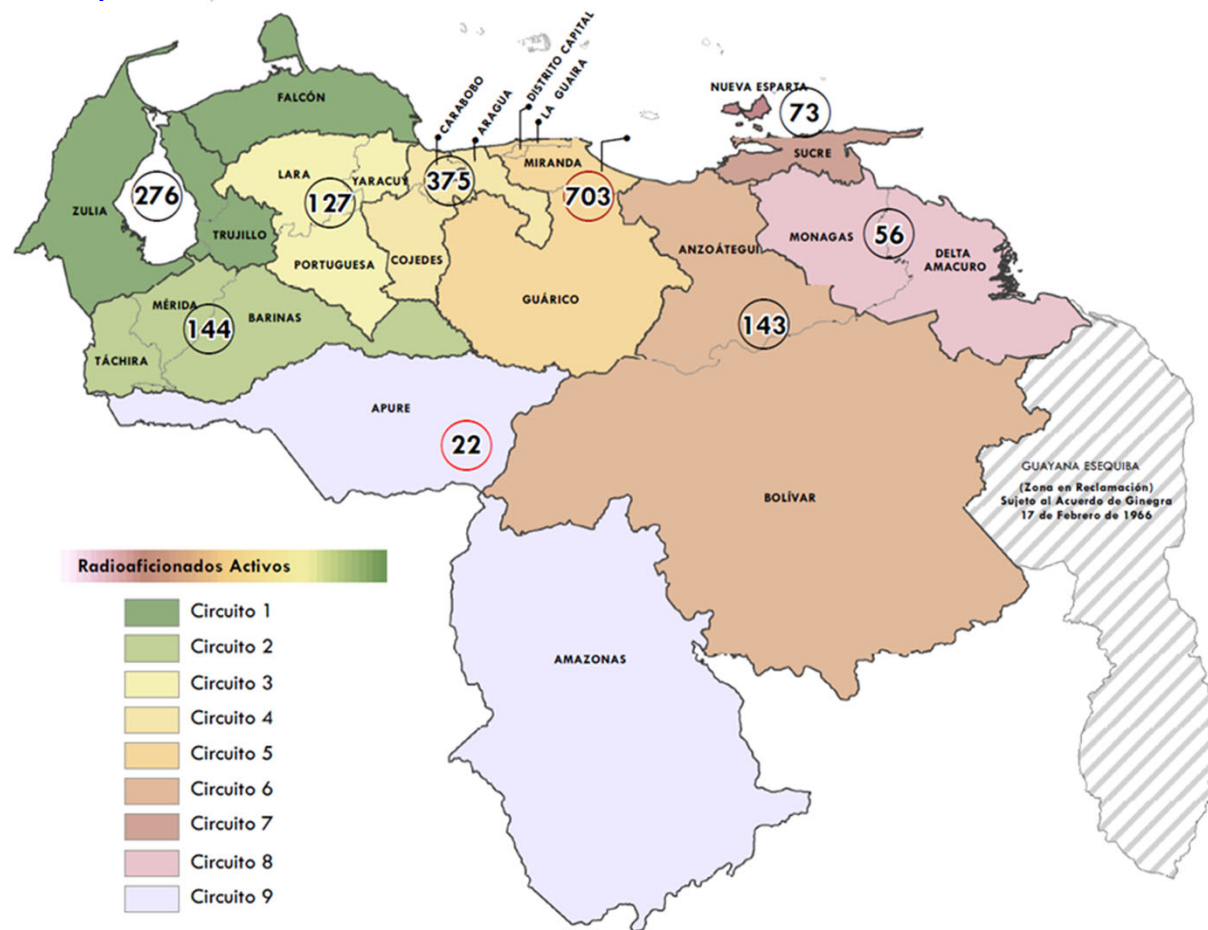 DISTRITO CAPITAL
LA GUAIRA
CARABOBO
ARAGUA
NUEVA ESPARTA
73
FALCÓN
MIRANDA
SUCRE
LARA
YARACUY
375
703
276
127
ZULIA
TRUJILLO
PORTUGUESA
COJEDES
ANZOÁTEGUI
MONAGAS
56
DELTA
AMACURO
GUÁRICO
MÉRIDA
BARINAS
144
143
TÁCHIRA
APURE
22
BOLÍVAR
GUAYANA ESEQUIBA
(Zona en Reclamación)
Sujeto al Acuerdo de Ginegra
17 de Febrero de 1966
AMAZONAS
Radioaficionados Activos
Circuito 1
Circuito 2
Circuito 3
Circuito 4
Circuito 5
Circuito 6
Circuito 7
Circuito 8
Circuito 9